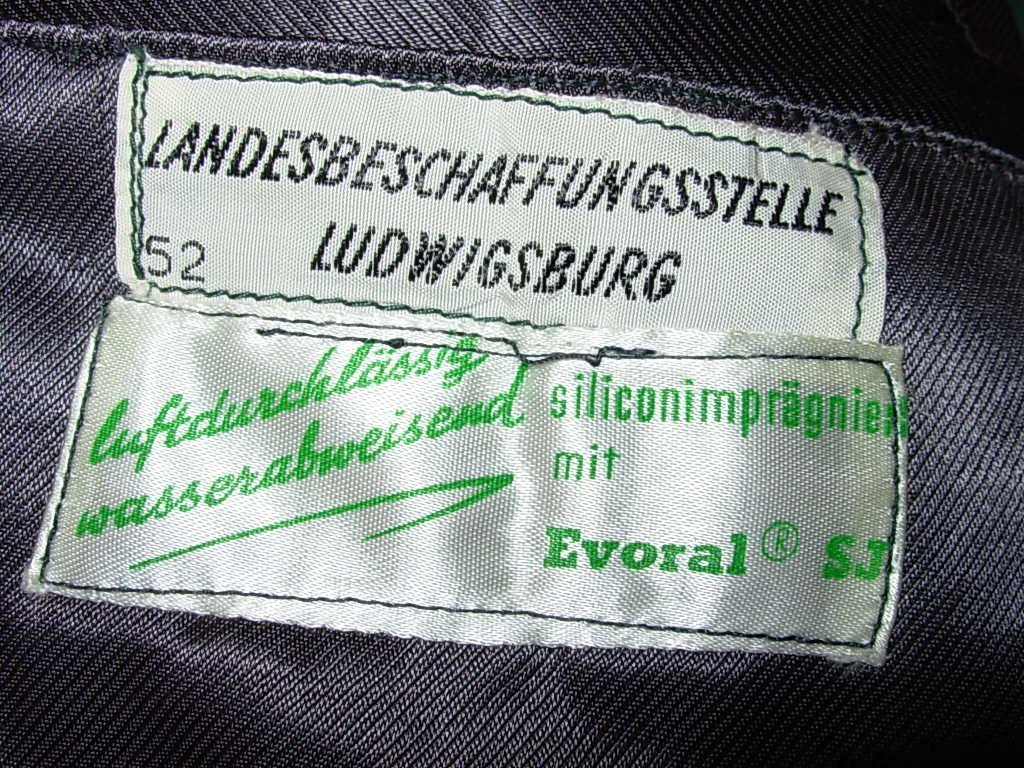 LANDESBESCHAFFUNGSSTELLE
LUDWIGSBURG
52
luftdurchlässig
wasserabweisend
siliconimprägniert
mit
Evoral® SJ